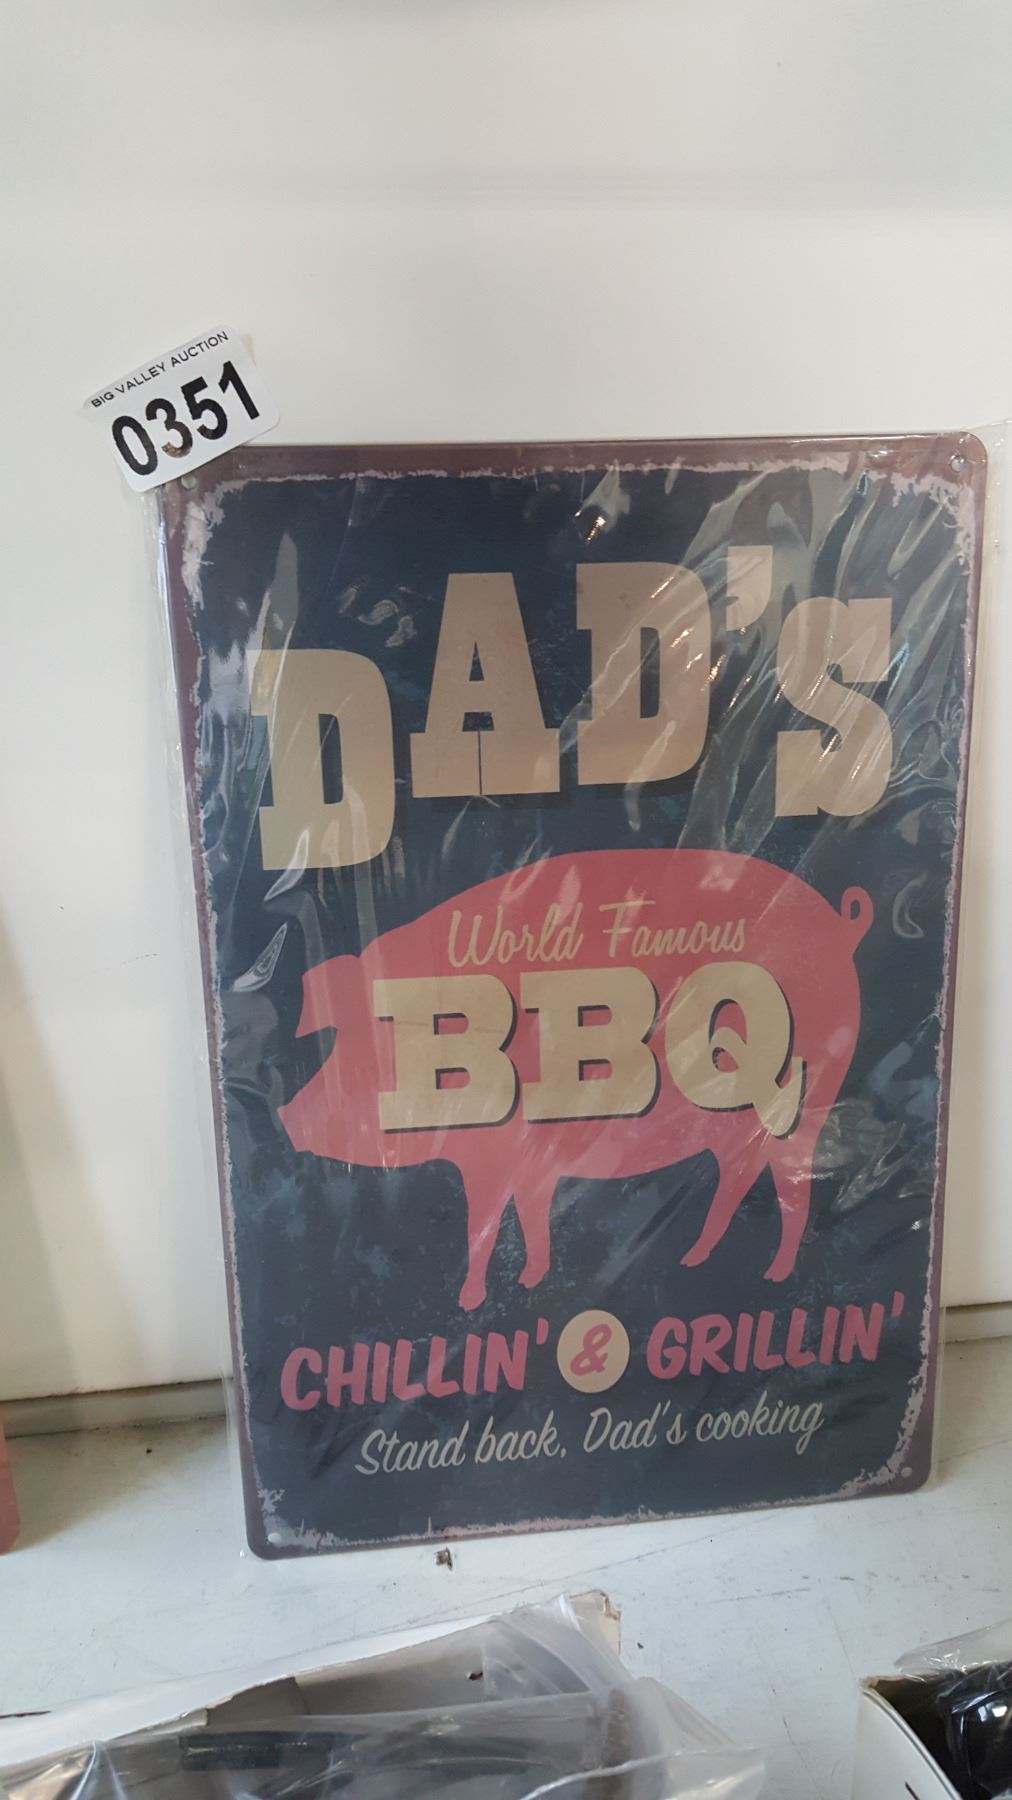 BIG VALLEY AUCTION
0351
DAD'S
World Famous
BBQ
CHILLIN' & GRILLIN'
Stand back, Dad's cooking